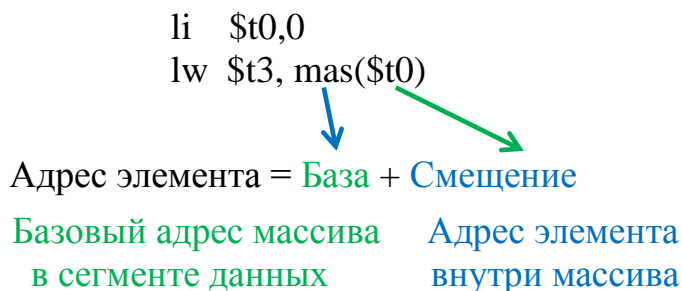 li $t0,0
lw $t3, mas($t0)
Адрес элемента = База + Смещение
Базовый адрес массива Адрес элемента
в сегменте данных внутри массива